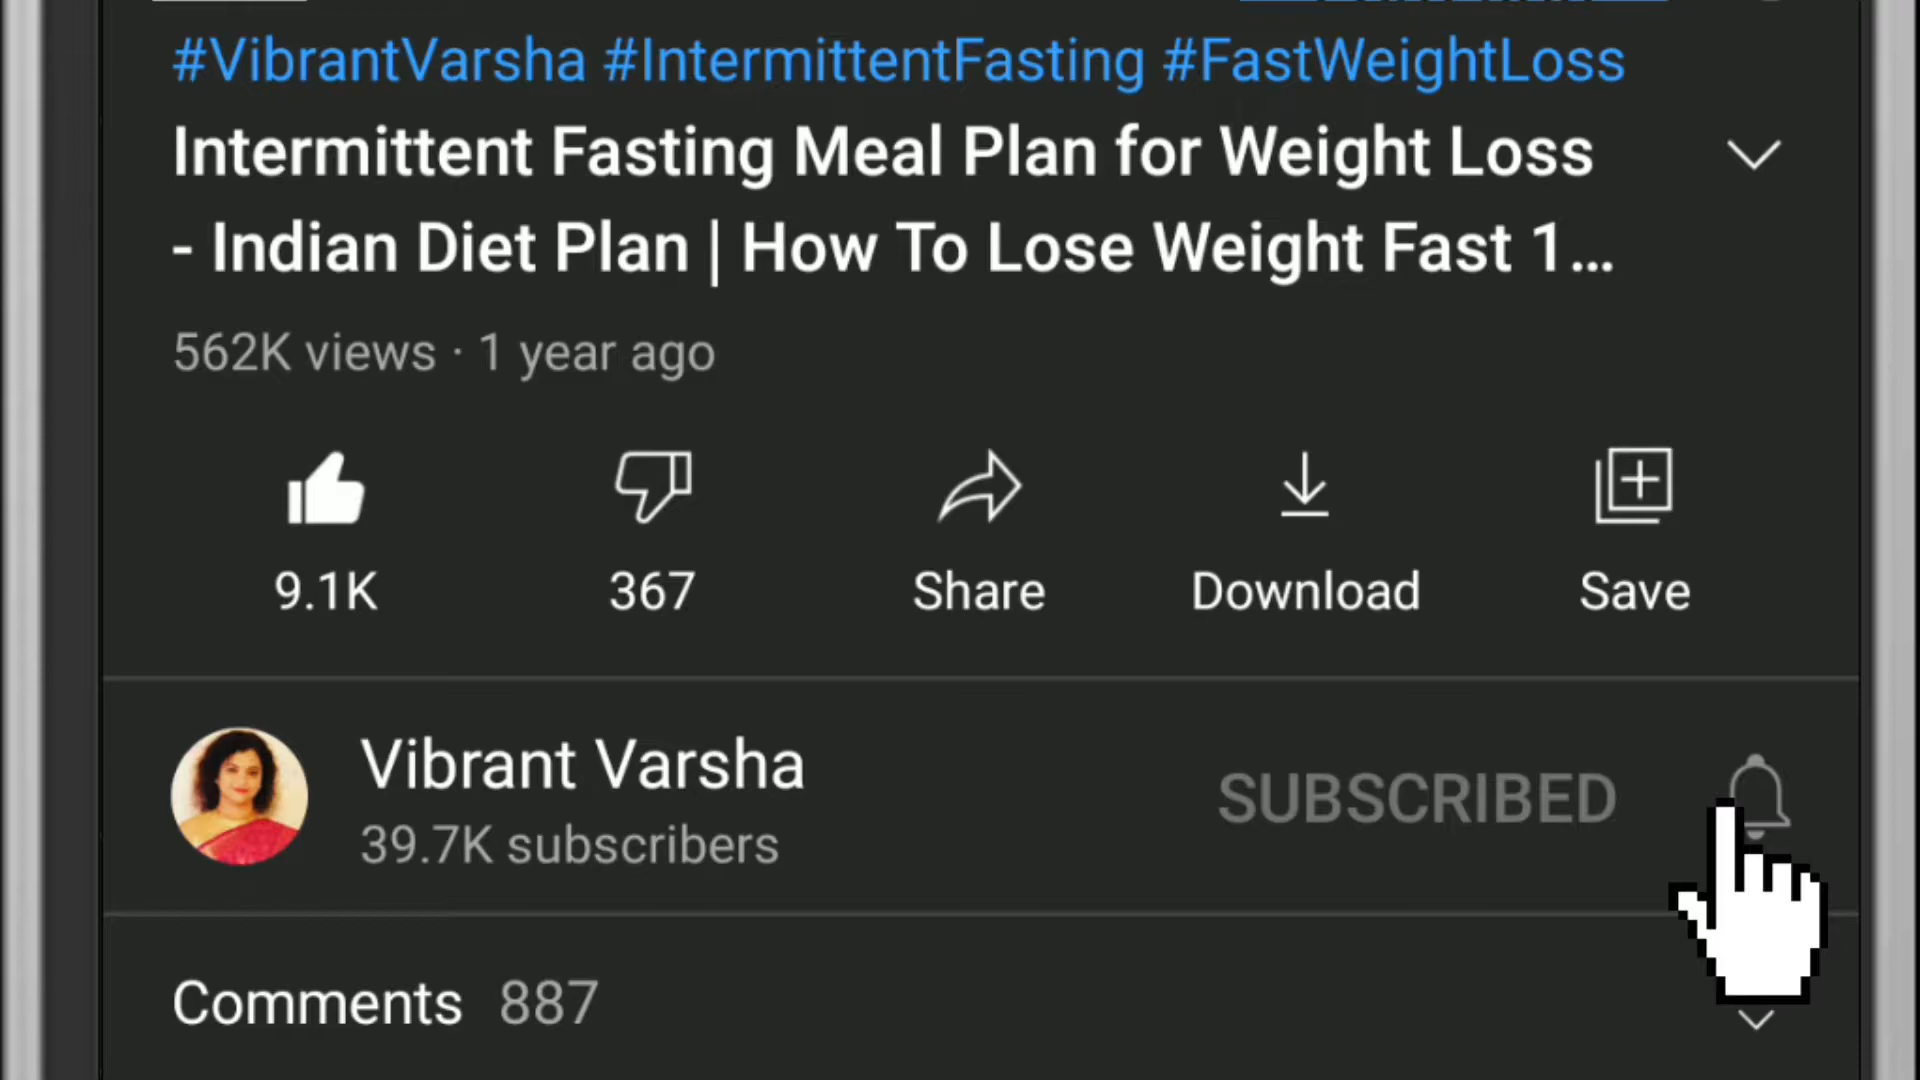 #VibrantVarsha #IntermittentFasting #FastWeightLoss
Intermittent Fasting Meal Plan for Weight Loss
- Indian Diet Plan | How To Lose Weight Fast 1...
562K views · 1 year ago
9.1K 367 Share Download Save
Vibrant Varsha
39.7K subscribers
SUBSCRIBED
Comments 887